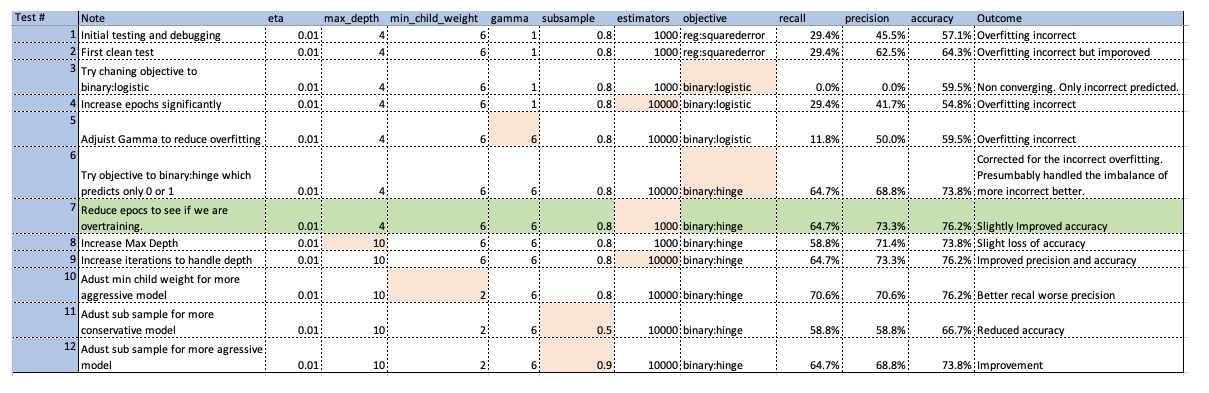 Test # Note eta max_depth min_child_weight gamma subsample estimators objective recall precision accuracy Outcome
1 Initial testing and debugging 0.01 4 6 1 0.8 1000 reg:squarederror 29.4% 45.5% 57.1% Overfitting incorrect
2 First clean test 0.01 4 6 1 0.8 1000 reg:squarederror 29.4% 62.5% 64.3% Overfitting incorrect but imporoved
3 Try chaning objective to
binary:logistic 0.01 4 6 1 0.8 1000 binary:logistic 0.0% 0.0% 59.5% Non converging. Only incorrect predicted.
4 Increase epochs significantly 0.01 4 6 1 0.8 10000 binary:logistic 29.4% 41.7% 54.8% Overfitting incorrect
5
Adjuist Gamma to reduce overfitting 0.01 4 6 6 0.8 10000 binary:logistic 11.8% 50.0% 59.5% Overfitting incorrect
6
Corrected for the incorrect overfitting.
Try objective to binary:hinge which Presumbably handled the imbalance of
predicts only 0 or 1 0.01 4 6 6 0.8 10000 binary:hinge 64.7% 68.8% 73.8% more incorrect better.
7 Reduce epocs to see if we are
overtraining. 0.01 4 6 6 0.8 1000 binary:hinge 64.7% 73.3% 76.2% Slightly Improved accuracy
8 Increase Max Depth 0.01 10 6 6 0.8 1000 binary:hinge 58.8% 71.4% 73.8% Slight loss of accuracy
9 Increase iterations to handle depth 0.01 10 6 6 0.8 10000 binary:hinge 64.7% 73.3% 76.2% Improved precision and accuracy
10 Adust min child weight for more
aggressive model 0.01 10 2 6 0.8 10000 binary:hinge 70.6% 70.6% 76.2% Better recal worse precision
11 Adust sub sample for more
conservative model 0.01 10 2 6 0.5 10000 binary:hinge 58.8% 58.8% 66.7% Reduced accuracy
12 Adust sub sample for more agressive
model 0.01 10 2 6 0.9 10000 binary:hinge 64.7% 68.8% 73.8% Improvement